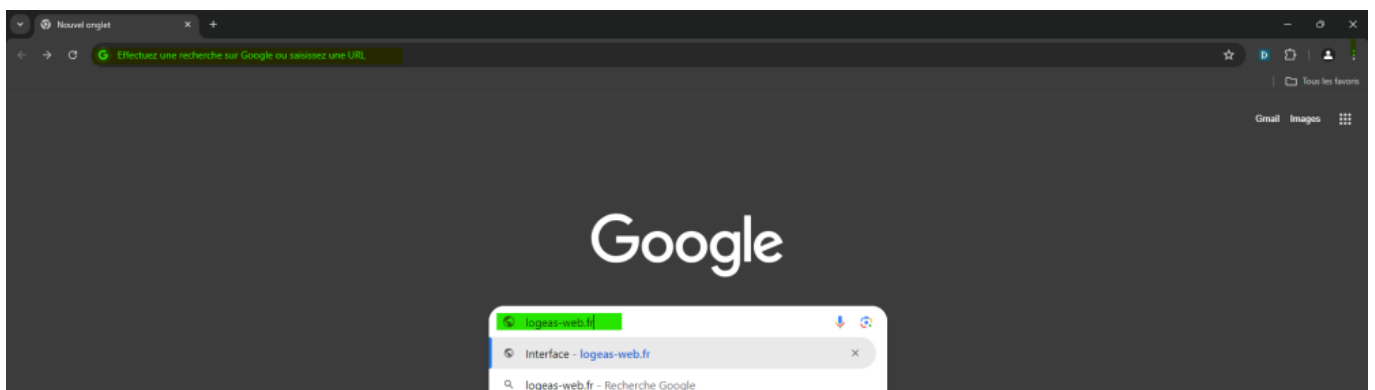 Nouvel onglet
Effectuez une recherche sur Google ou saisissez une URL
D
Tous les favoris
Gmail Images
Google
logeas-web.fr
Interface - logeas-web.fr
logeas-web.fr - Recherche Google